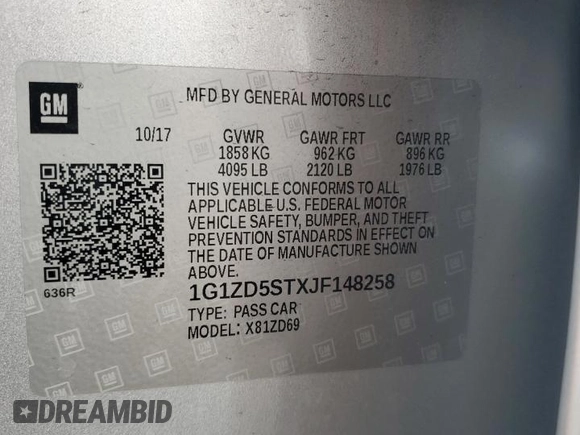 GM
MFD BY GENERAL MOTORS LLC
10/17 GVWR GAWR FRT GAWR RR
1858 KG 962 KG 896 KG
4095 LB 2120 LB 1976 LB
THIS VEHICLE CONFORMS TO ALL
APPLICABLE U.S. FEDERAL MOTOR
VEHICLE SAFETY, BUMPER, AND THEFT
PREVENTION STANDARDS IN EFFECT ON
THE DATE OF MANUFACTURE SHOWN
ABOVE.
636R
1G1ZD5STXJF148258
TYPE: PASS CAR
MODEL: X81ZD69
DREAMBID